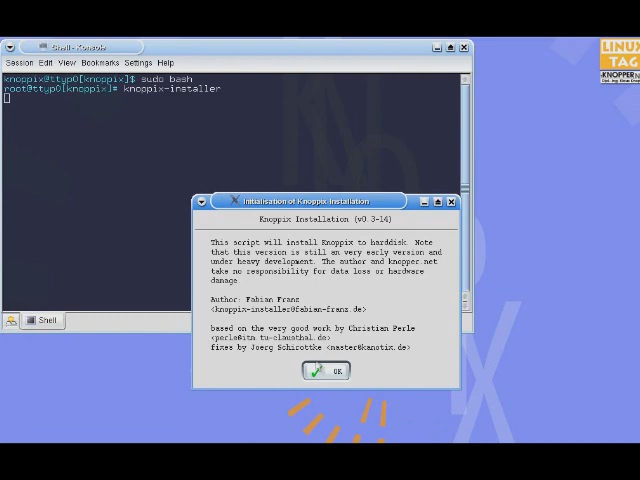 Shell - Konsole
Session Edit View Bookmarks Settings Help
knoppix@ttyp0[knoppix]$ sudo bash
root@ttyp0[knoppix]# knoppix-installer
Shell
Initialisation of Knoppix-Installation
Knoppix Installation (v0.3-14)
This script will install Knoppix to harddisk. Note
that this version is still an very early version and
under heavy development. The author and knopper.net
take no responsibility for data loss or hardware
damage.
Author: Fabian Franz
<knoppix-installer@fabian-franz.de>
based on the very good work by Christian Perle
<perle@itm.tu-clausthal.de>
fixes by Joerg Schirottke <master@kanotix.de>
OK
LINUX
TAG
KNOPPER